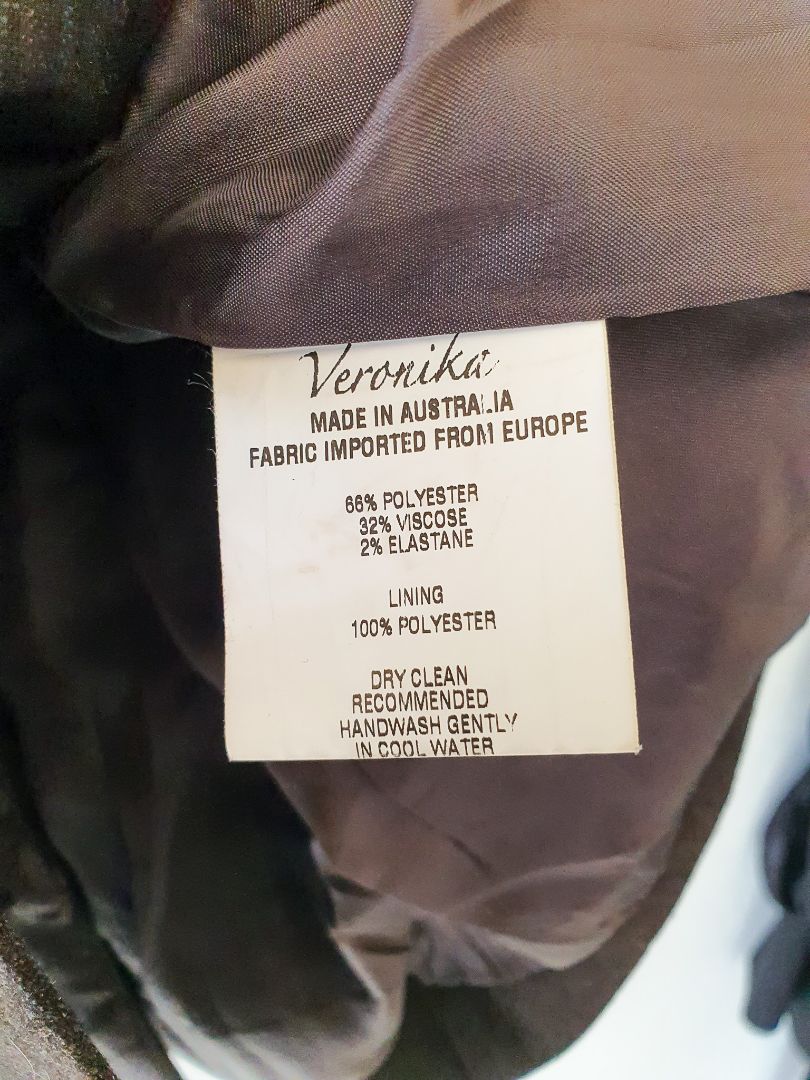 Veronika
MADE IN AUSTRALIA
FABRIC IMPORTED FROM EUROPE
66% POLYESTER
32% VISCOSE
2% ELASTANE
LINING
100% POLYESTER
DRY CLEAN
RECOMMENDED
HANDWASH GENTLY
IN COOL WATER